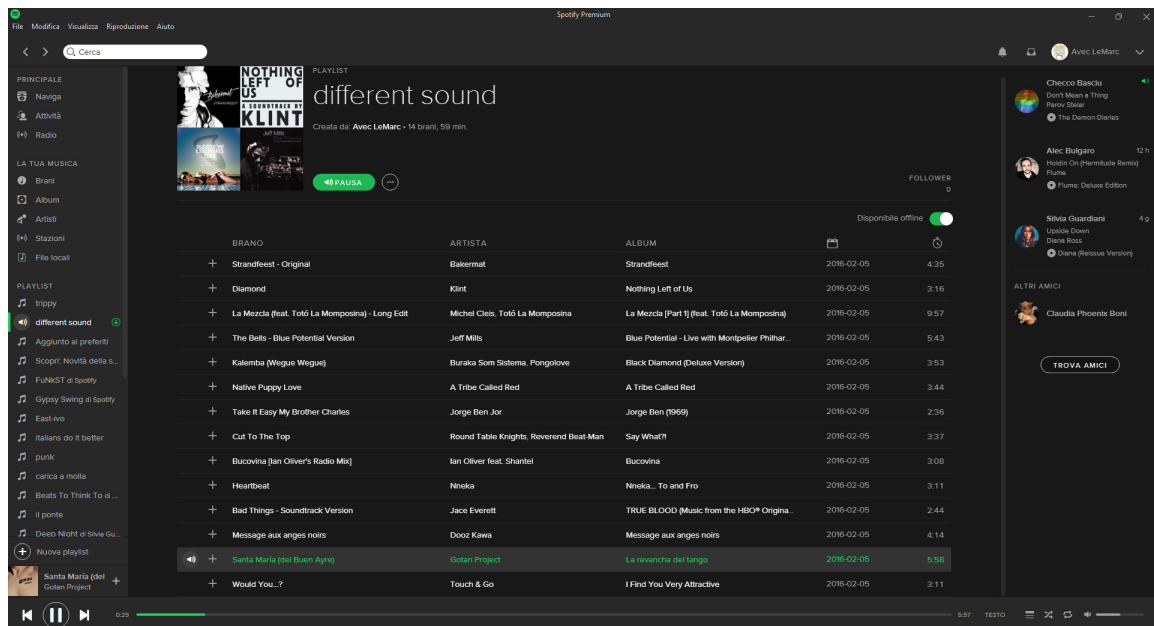 Spotify Premium
File Modifica Visualizza Riproduzione Aiuto
Cerca
Avec LeMarc
PRINCIPALE
Naviga
Attività
Radio
LA TUA MUSICA
Brani
Album
Artisti
Stazioni
File locali
PLAYLIST
trippy
different sound
Aggiunto ai preferiti
Scopri: Novità della s...
FuNkST di Spotify
Gypsy Swing di Spotify
East-ivo
italians do it better
punk
carica a molla
Beats To Think To di ...
il ponte
Deep Night di Silvia Gu...
Nuova playlist
Santa María (del
Gotan Project
NOTHING
LEFT OF
US
A SOUNDTRACK BY
KLINT
Bakermat
Jeff Mills
PLAYLIST
different sound
Creata da: Avec LeMarc • 14 brani, 59 min.
PAUSA
FOLLOWER
0
Disponibile offline
BRANO ARTISTA ALBUM
Strandfeest - Original Bakermat Strandfeest 2016-02-05 4:35
Diamond Klint Nothing Left of Us 2016-02-05 3:16
La Mezcla (feat. Totó La Momposina) - Long Edit Michel Cleis, Totó La Momposina La Mezcla [Part 1] (feat. Totó La Momposina) 2016-02-05 9:57
The Bells - Blue Potential Version Jeff Mills Blue Potential - Live with Montpelier Philhar... 2016-02-05 5:43
Kalemba (Wegue Wegue) Buraka Som Sistema, Pongolove Black Diamond (Deluxe Version) 2016-02-05 3:53
Native Puppy Love A Tribe Called Red A Tribe Called Red 2016-02-05 3:44
Take It Easy My Brother Charles Jorge Ben Jor Jorge Ben (1969) 2016-02-05 2:36
Cut To The Top Round Table Knights, Reverend Beat-Man Say What?! 2016-02-05 3:37
Bucovina [Ian Oliver's Radio Mix] Ian Oliver feat. Shantel Bucovina 2016-02-05 3:08
Heartbeat Nneka Nneka... To and Fro 2016-02-05 3:11
Bad Things - Soundtrack Version Jace Everett TRUE BLOOD (Music from the HBO® Origina... 2016-02-05 2:44
Message aux anges noirs Dooz Kawa Message aux anges noirs 2016-02-05 4:14
Santa María (del Buen Ayre) Gotan Project La revancha del tango 2016-02-05 5:58
Would You...? Touch & Go I Find You Very Attractive 2016-02-05 3:11
Checco Basciu
Don't Mean a Thing
Parov Stelar
The Demon Diaries
Alec Bulgaro 12 h
Holdin On (Hermitude Remix)
Flume
Flume: Deluxe Edition
Silvia Guardiani 4 g
Upside Down
Diana Ross
Diana (Reissue Version)
ALTRI AMICI
Claudia Phoenix Boni
TROVA AMICI
0:29 5:57 TESTO